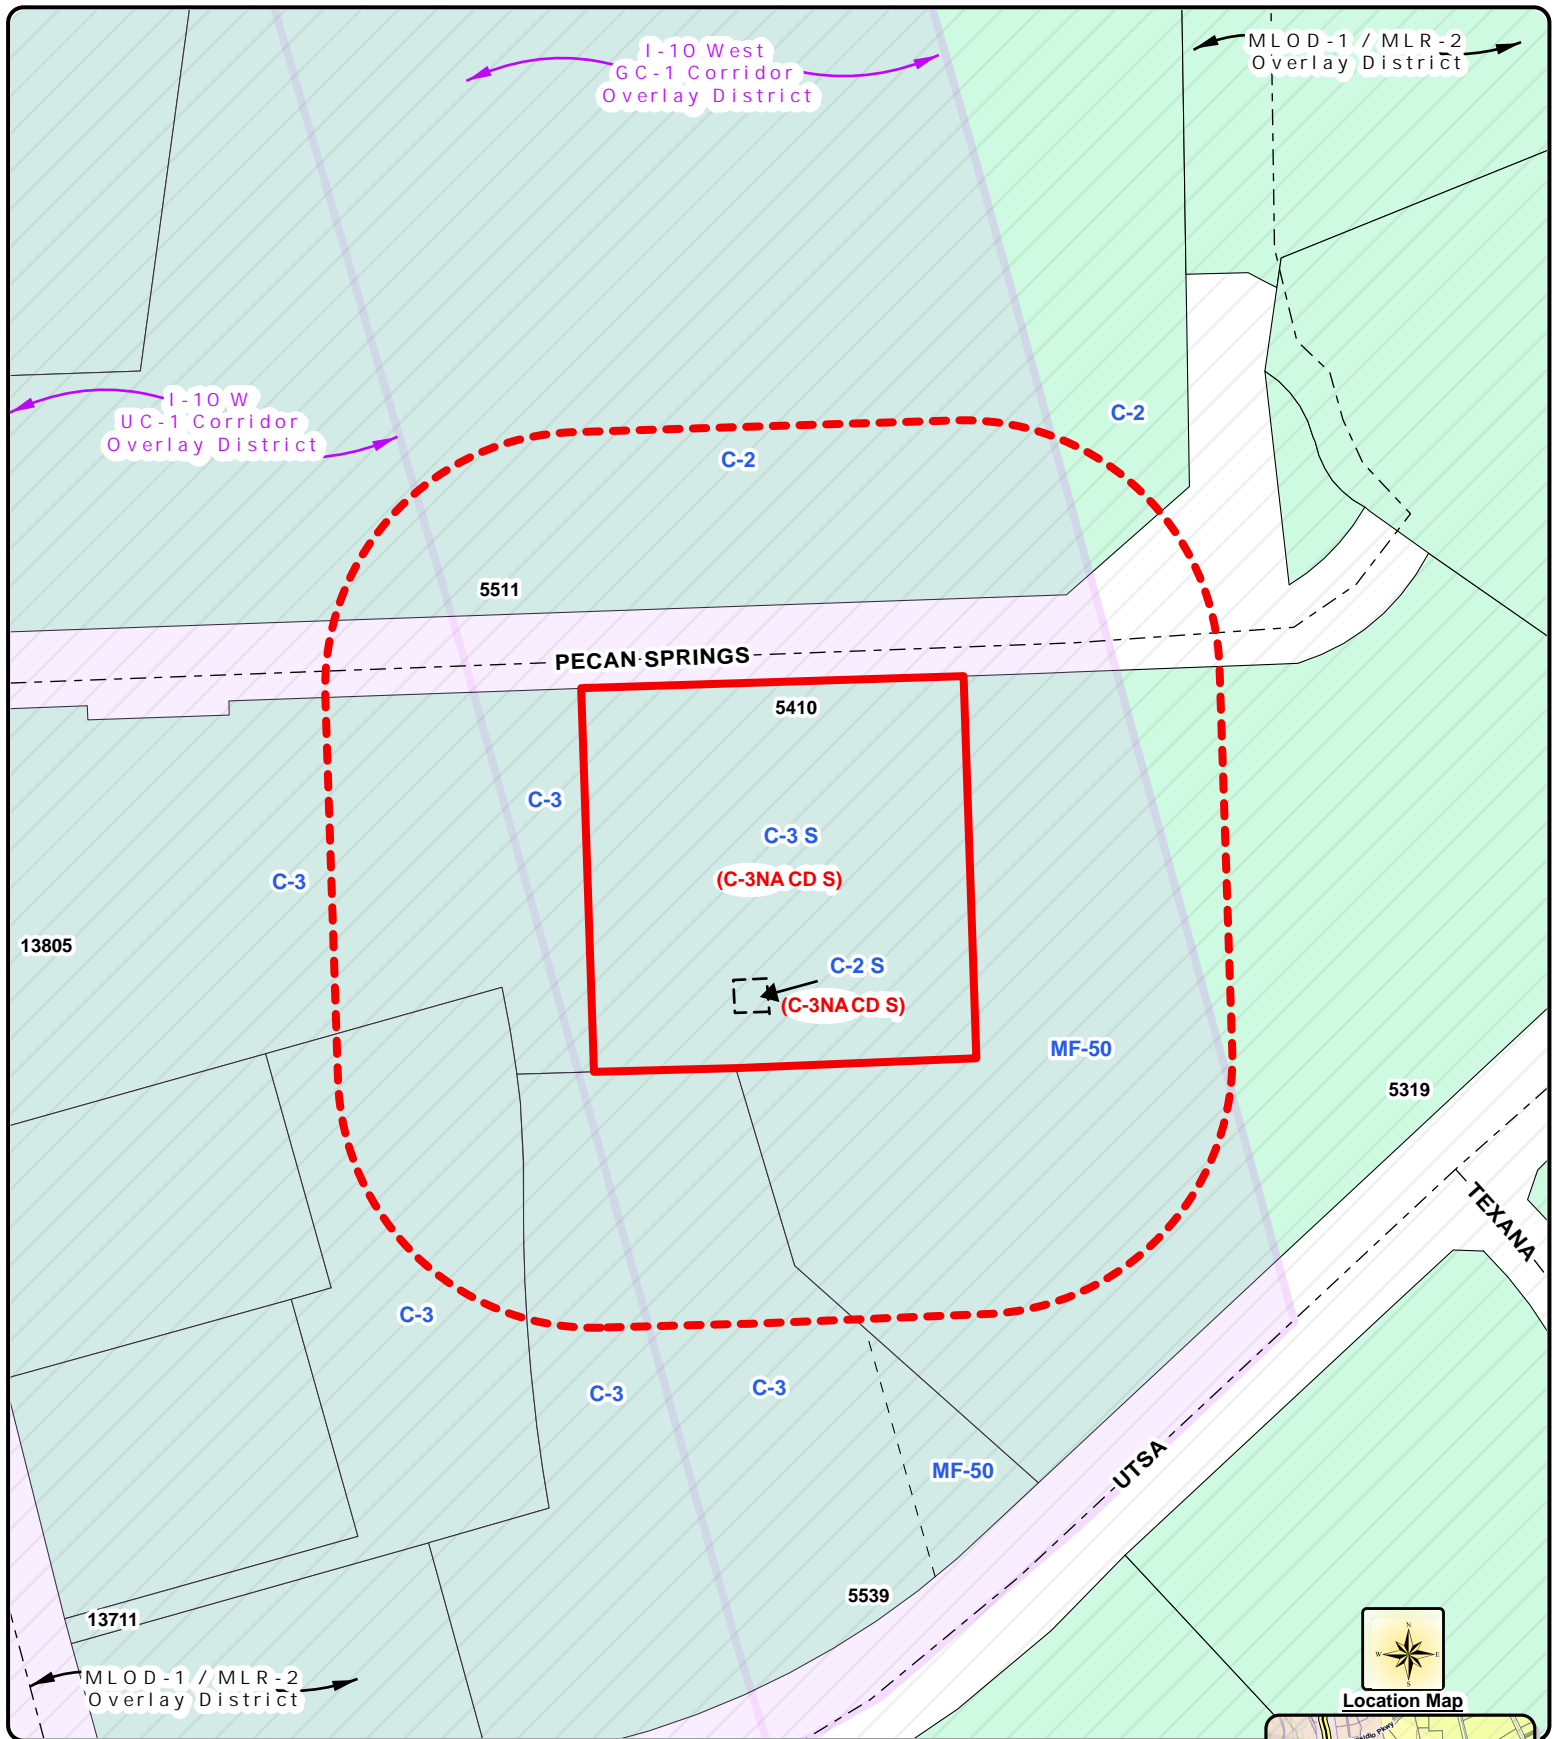 I-10 West
GC-1 Corridor
Overlay District
MLOD-1 / MLR-2
Overlay District
I-10 W
UC-1 Corridor
Overlay District
C-2
C-2
5511
PECAN SPRINGS
5410
C-3
C-3 S
(C-3NA CD S)
C-3
13805
C-2 S
(C-3NA CD S)
MF-50
5319
TEXANA
C-3
C-3
C-3
UTSA
MF-50
5539
13711
MLOD-1 / MLR-2
Overlay District
N
W
E
S
Location Map
Pkwy